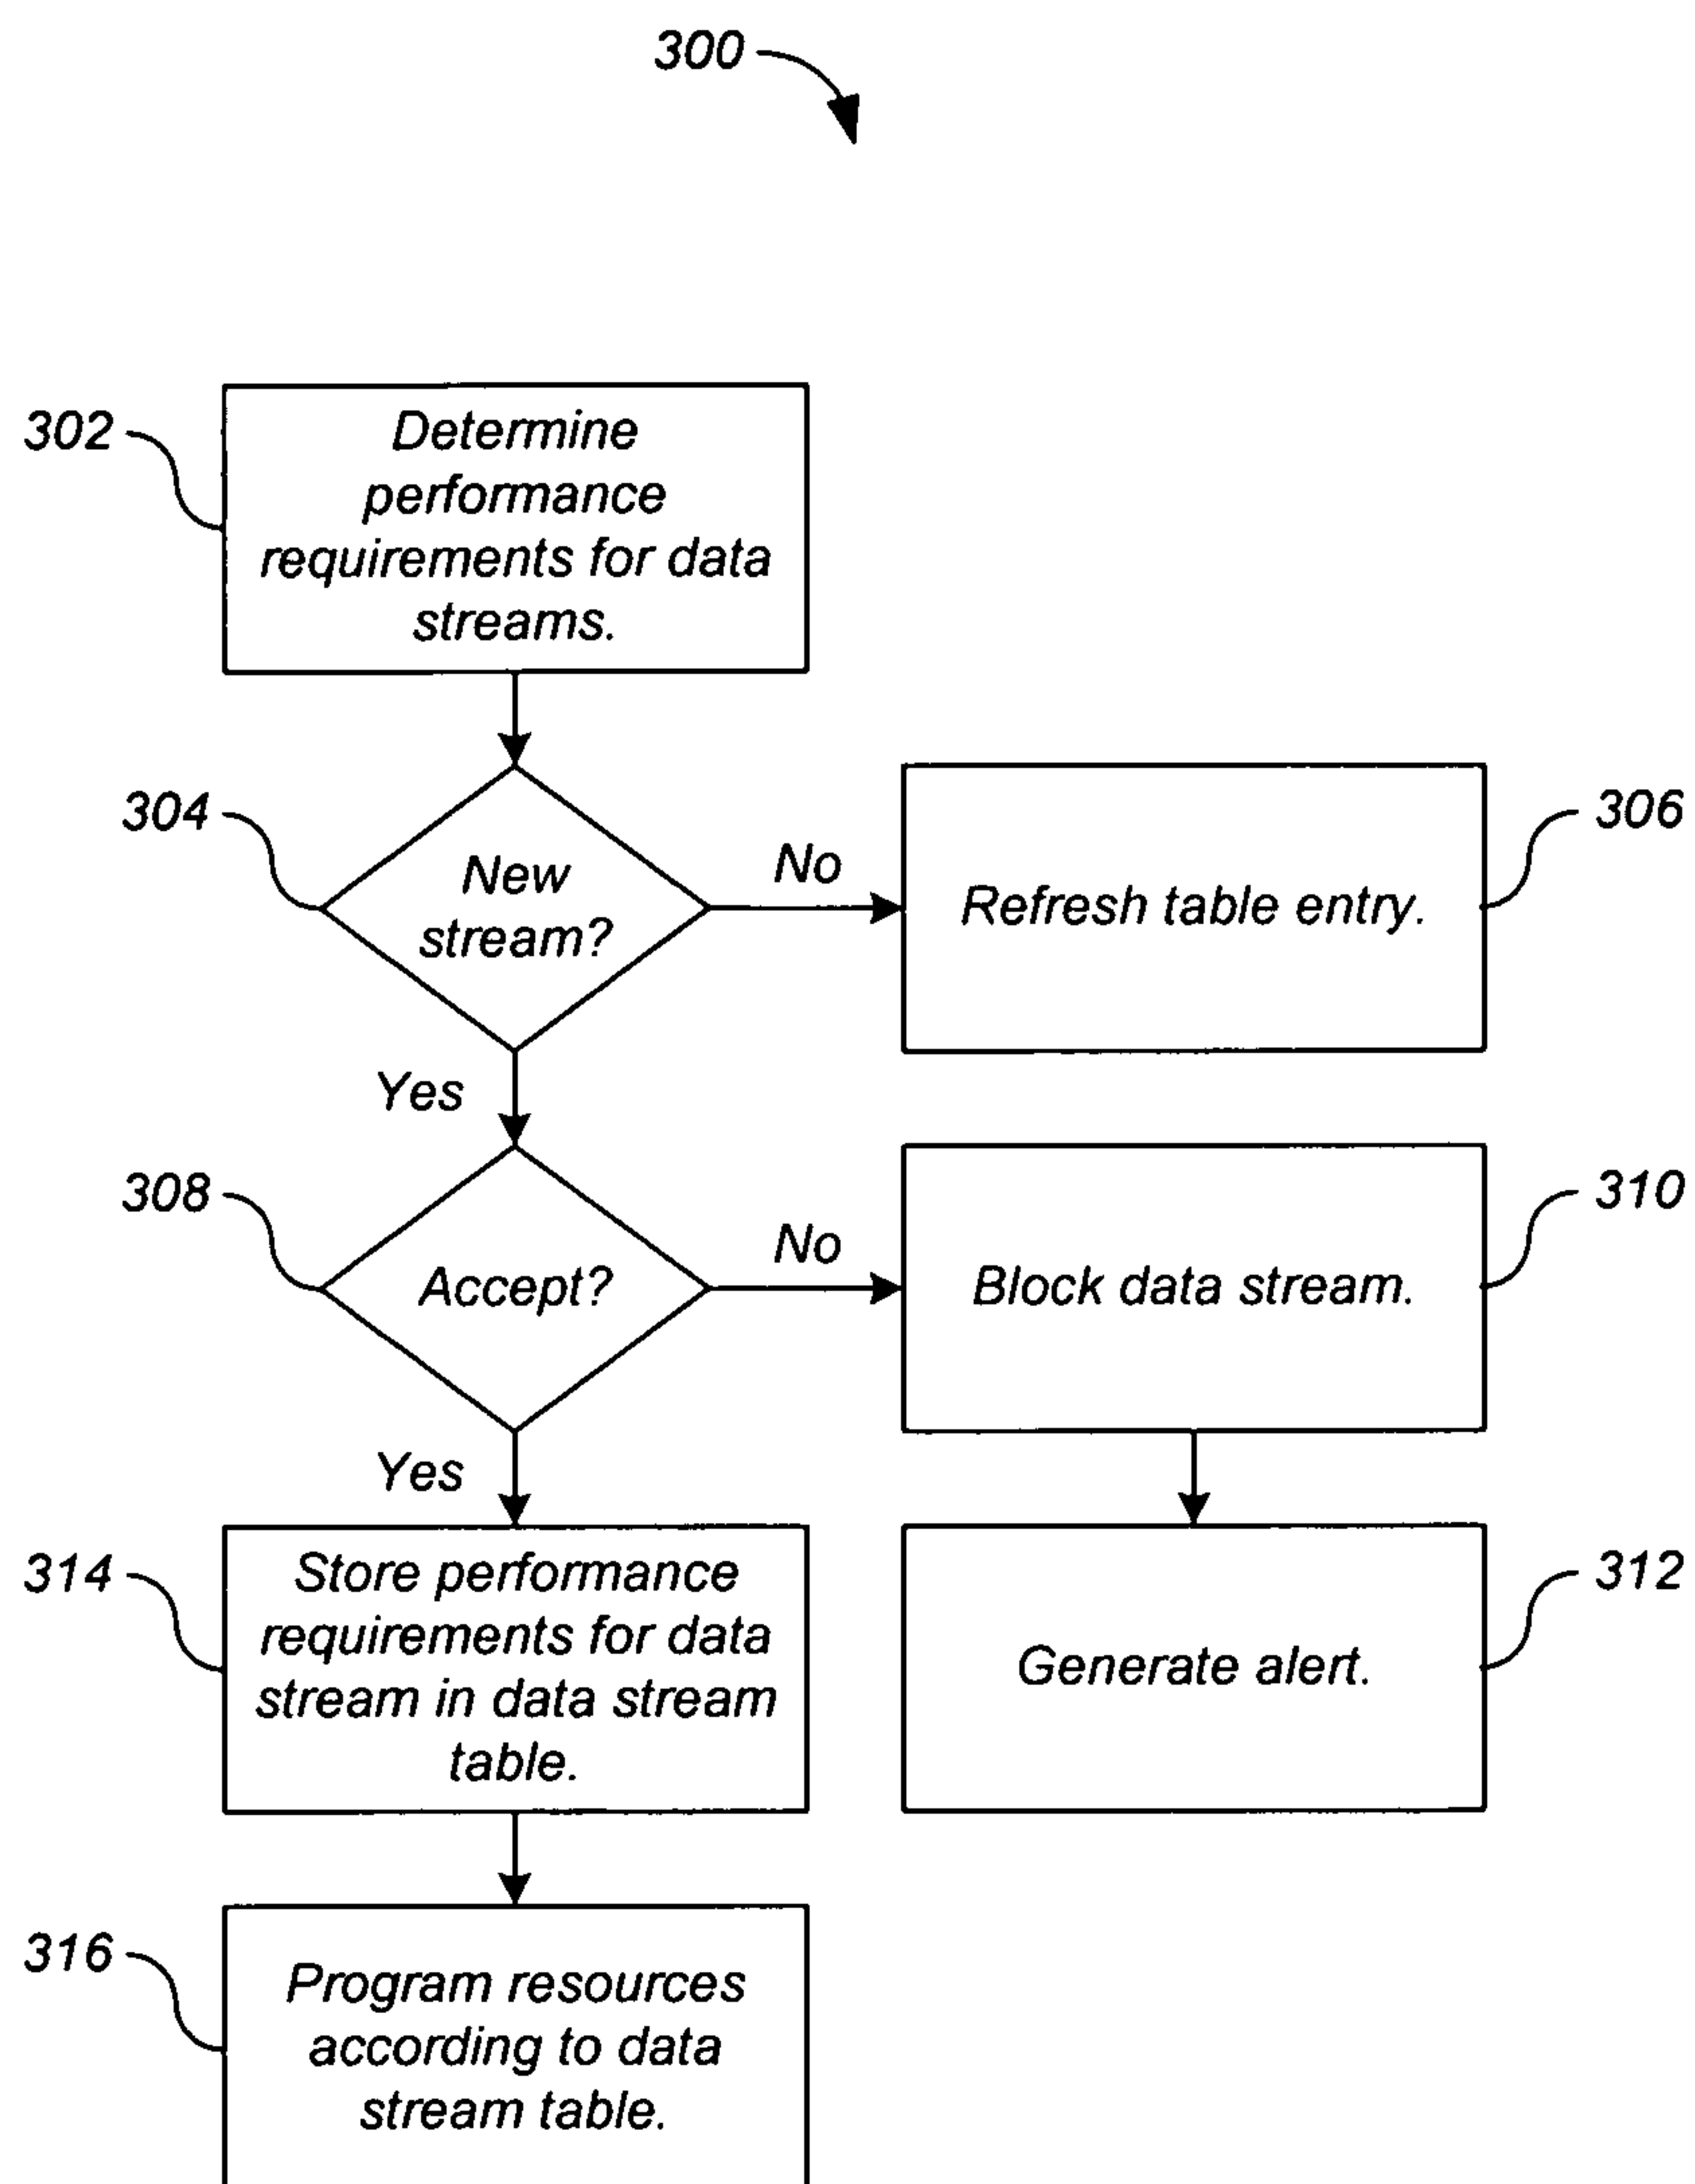 300
302
Determine
performance
requirements for data
streams.
304
New
stream?
No
306
Refresh table entry.
Yes
308
Accept?
No
310
Block data stream.
Yes
314
Store performance
requirements for data
stream in data stream
table.
312
Generate alert.
316
Program resources
according to data
stream table.